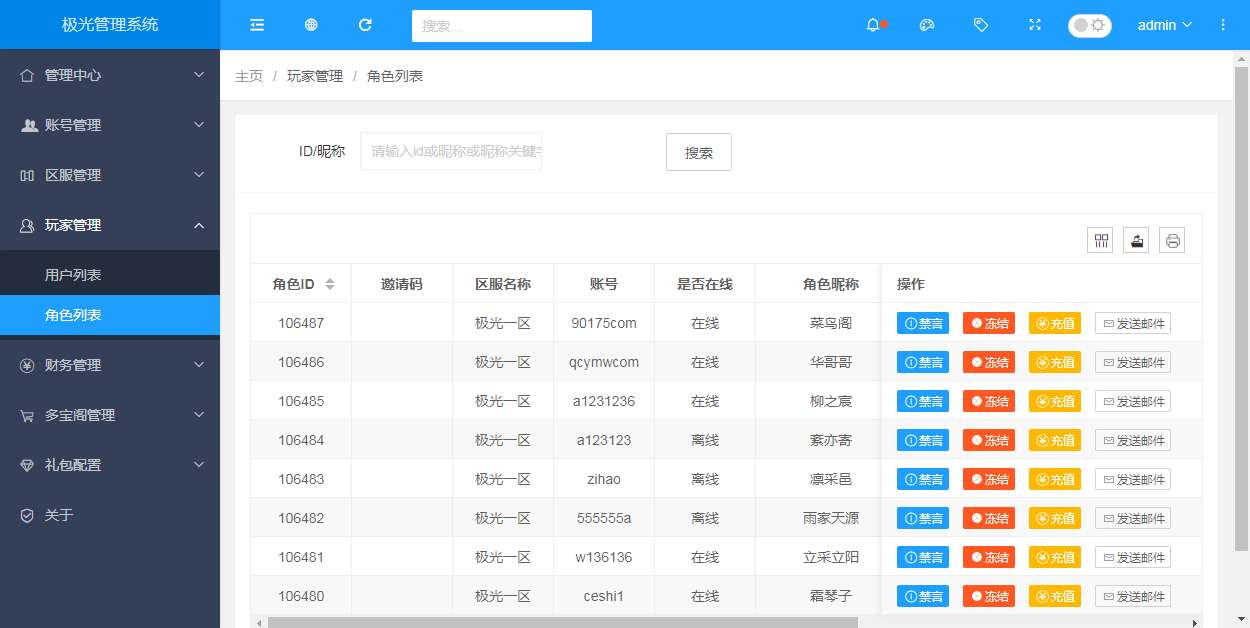 极光管理系统
搜索...
admin
管理中心
账号管理
区服管理
玩家管理
用户列表
角色列表
财务管理
多宝阁管理
礼包配置
关于
主页 / 玩家管理 / 角色列表
ID/昵称 请输入id或昵称或昵称关键字 搜索
角色ID 邀请码 区服名称 账号 是否在线 角色昵称 操作
106487 极光一区 90175com 在线 菜鸟阁 禁言 冻结 充值 发送邮件
106486 极光一区 qcymwcom 在线 华哥哥 禁言 冻结 充值 发送邮件
106485 极光一区 a1231236 在线 柳之宸 禁言 冻结 充值 发送邮件
106484 极光一区 a123123 离线 紊亦寄 禁言 冻结 充值 发送邮件
106483 极光一区 zihao 离线 凛采邑 禁言 冻结 充值 发送邮件
106482 极光一区 555555a 离线 雨家天源 禁言 冻结 充值 发送邮件
106481 极光一区 w136136 在线 立采立阳 禁言 冻结 充值 发送邮件
106480 极光一区 ceshi1 在线 霜琴子 禁言 冻结 充值 发送邮件